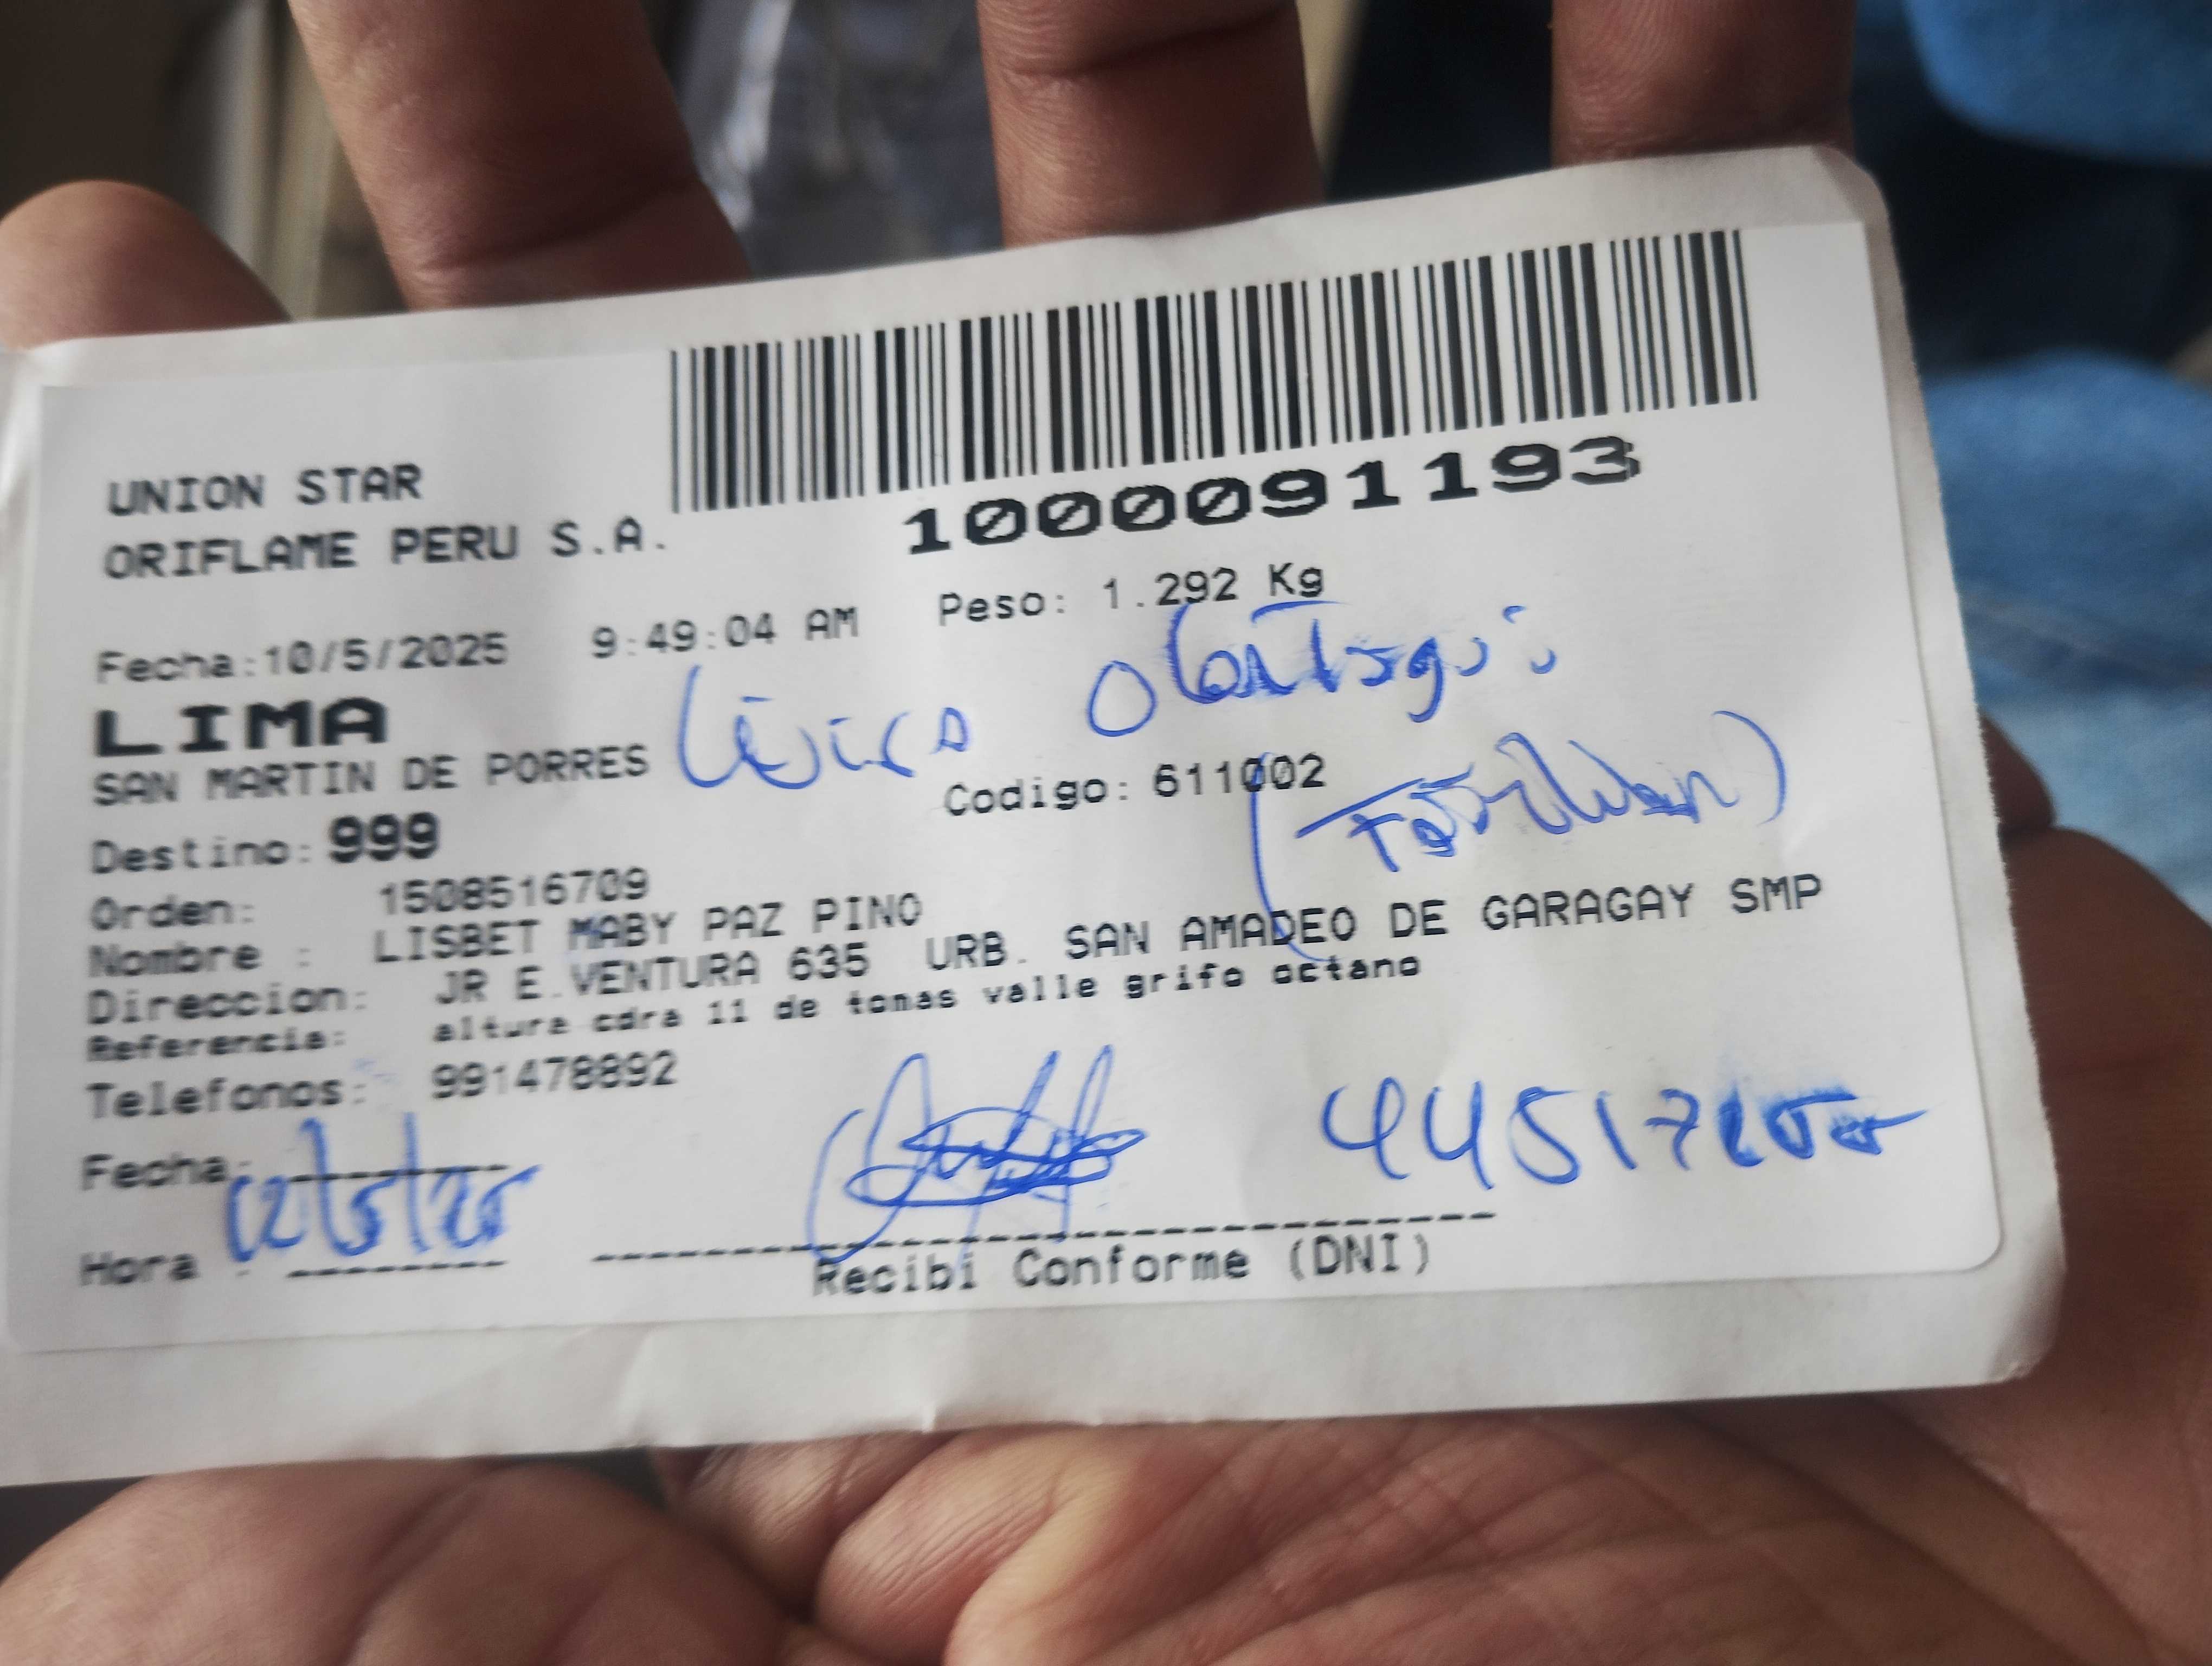 UNION STAR
ORIFLAME PERU S.A.
1000091193
Fecha:10/5/2025 9:49:04 AM Peso: 1.292 Kg
LIMA
SAN MARTIN DE PORRES
Codigo: 611002
Destino: 999
Orden: 1508516709
Nombre : LISBET MABY PAZ PINO
Direccion: JR E.VENTURA 635 URB. SAN AMADEO DE GARAGAY SMP
Referencia: altura cdra 11 de tomas valle grifo octano
Telefonos: 991478892
Fecha:
12/5/25
Hora :
Recibi Conforme (DNI)